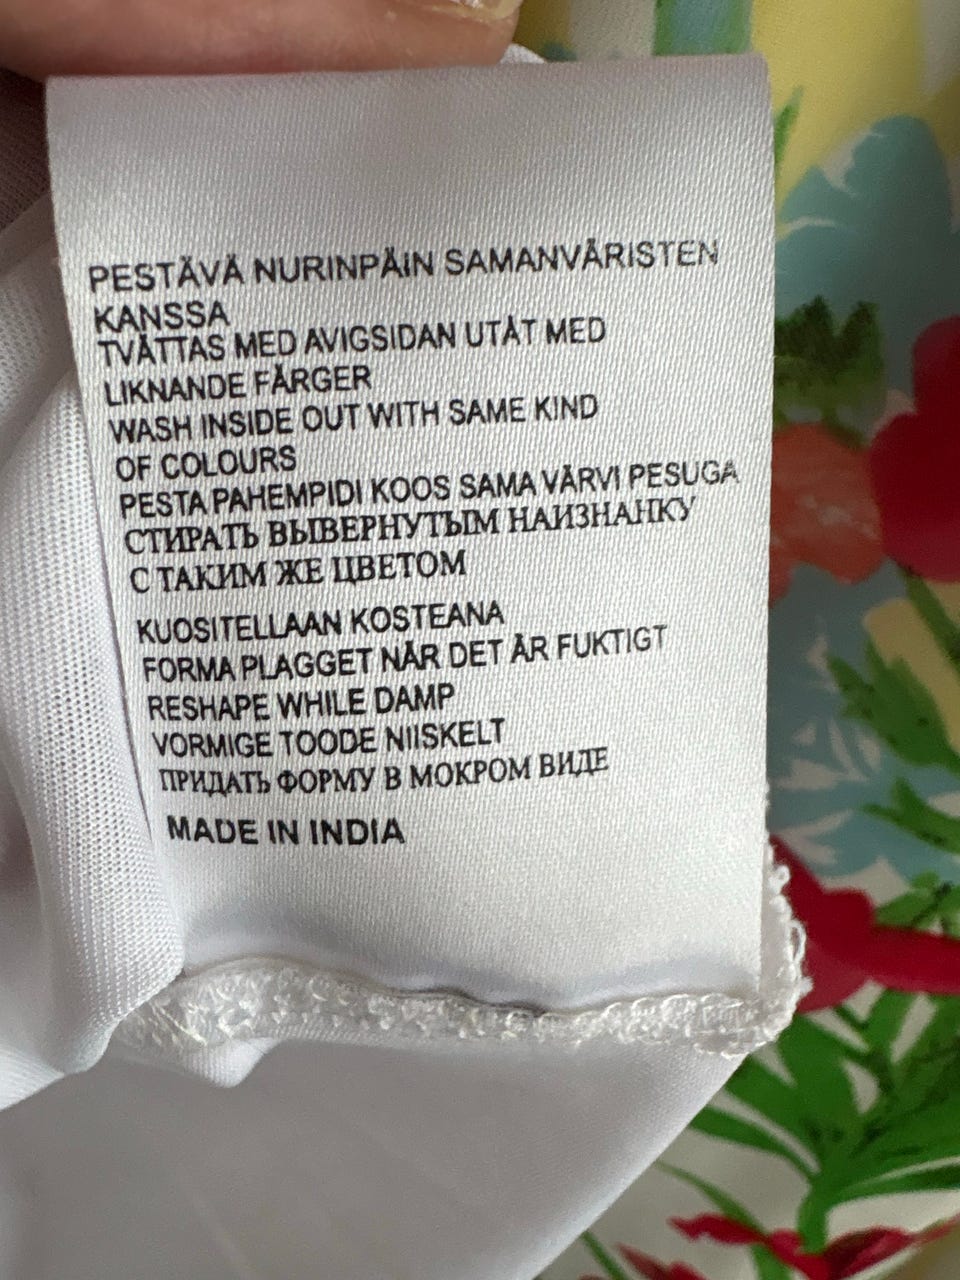 PESTÄVÄ NURINPÄIN SAMANVÄRISTEN
KANSSA
TVÄTTAS MED AVIGSIDAN UTÅT MED
LIKNANDE FÄRGER
WASH INSIDE OUT WITH SAME KIND
OF COLOURS
PESTA PAHEMPIDI KOOS SAMA VÄRVI PESUGA
СТИРАТЬ ВЫВЕРНУТЫМ НАИЗНАНКУ
С ТАКИМ ЖЕ ЦВЕТОМ
KUOSITELLAAN KOSTEANA
FORMA PLAGGET NÄR DET ÄR FUKTIGT
RESHAPE WHILE DAMP
VORMIGE TOODE NIISKELT
ПРИДАТЬ ФОРМУ В МОКРОМ ВИДЕ
MADE IN INDIA